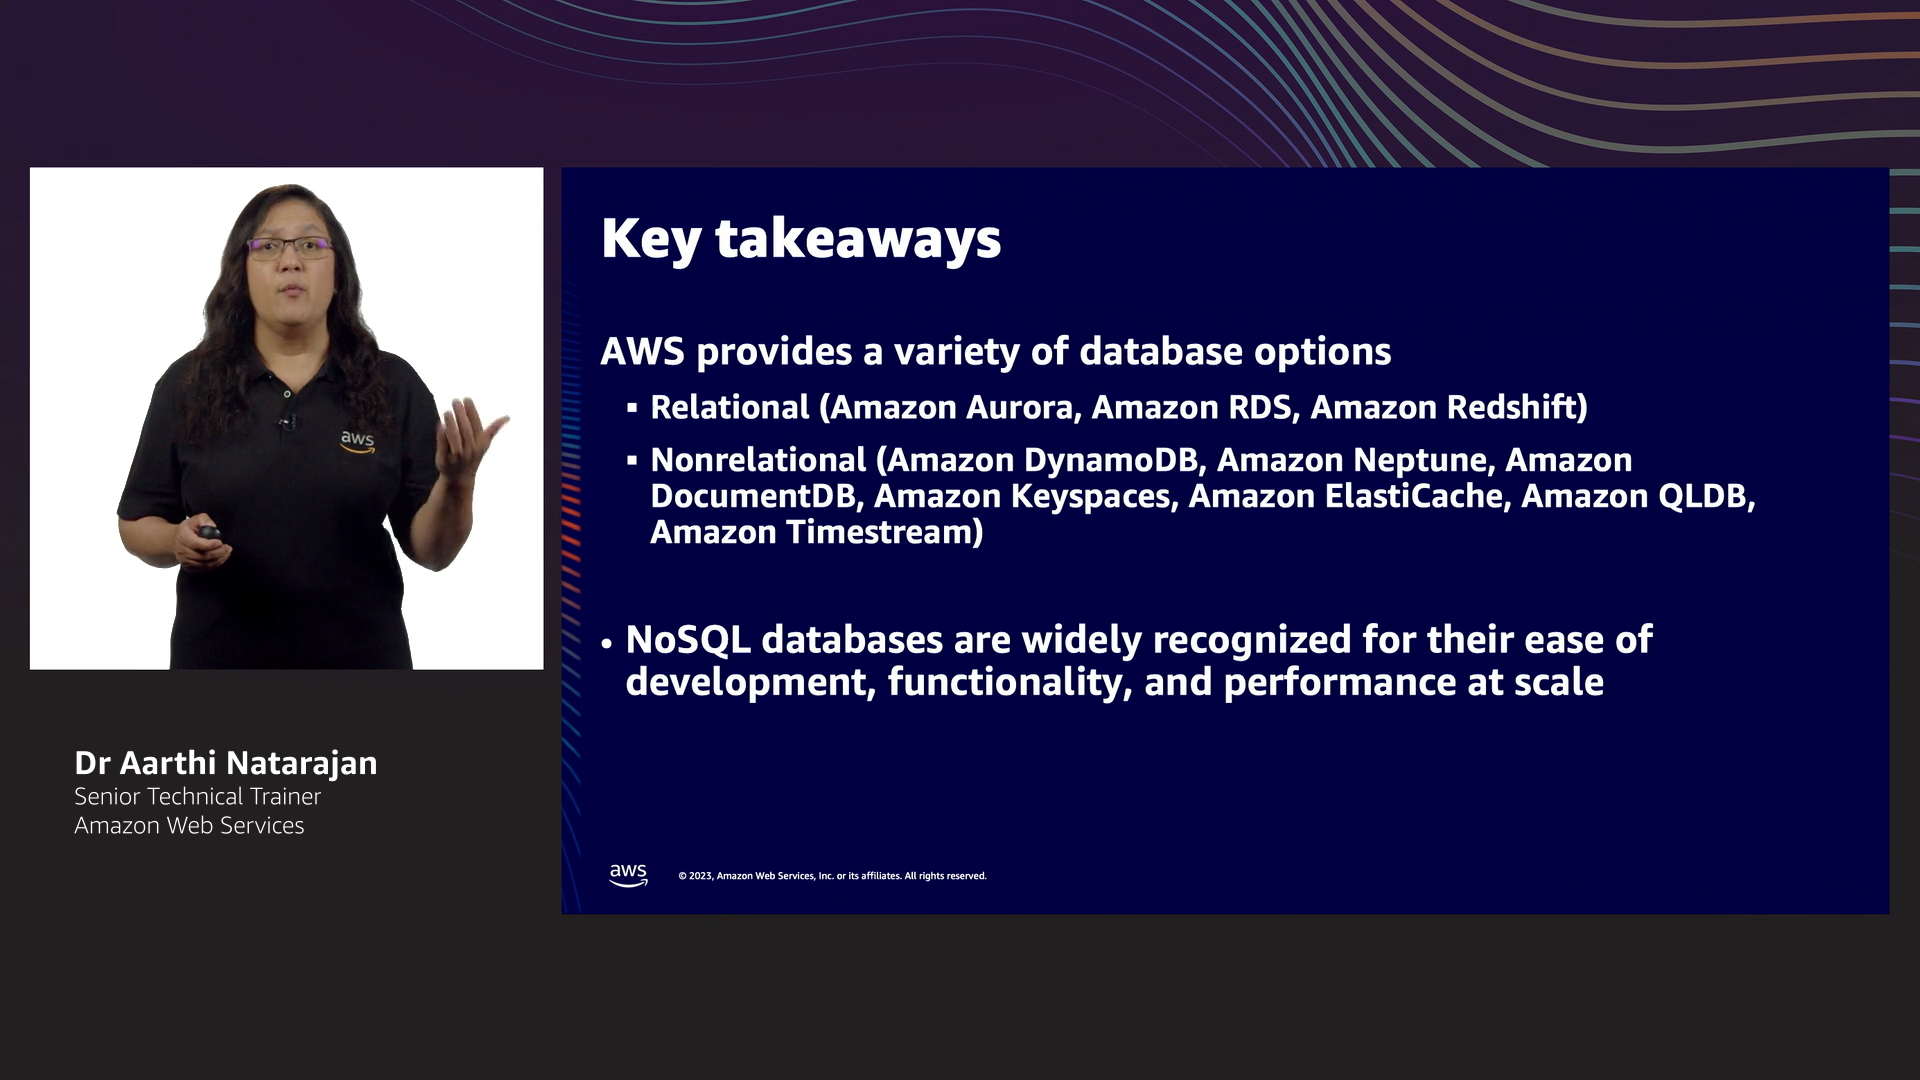 Key takeaways
AWS provides a variety of database options
▪ Relational (Amazon Aurora, Amazon RDS, Amazon Redshift)
▪ Nonrelational (Amazon DynamoDB, Amazon Neptune, Amazon
DocumentDB, Amazon Keyspaces, Amazon ElastiCache, Amazon QLDB,
Amazon Timestream)
• NoSQL databases are widely recognized for their ease of
development, functionality, and performance at scale
aws
© 2023, Amazon Web Services, Inc. or its affiliates. All rights reserved.
aws
Dr Aarthi Natarajan
Senior Technical Trainer
Amazon Web Services